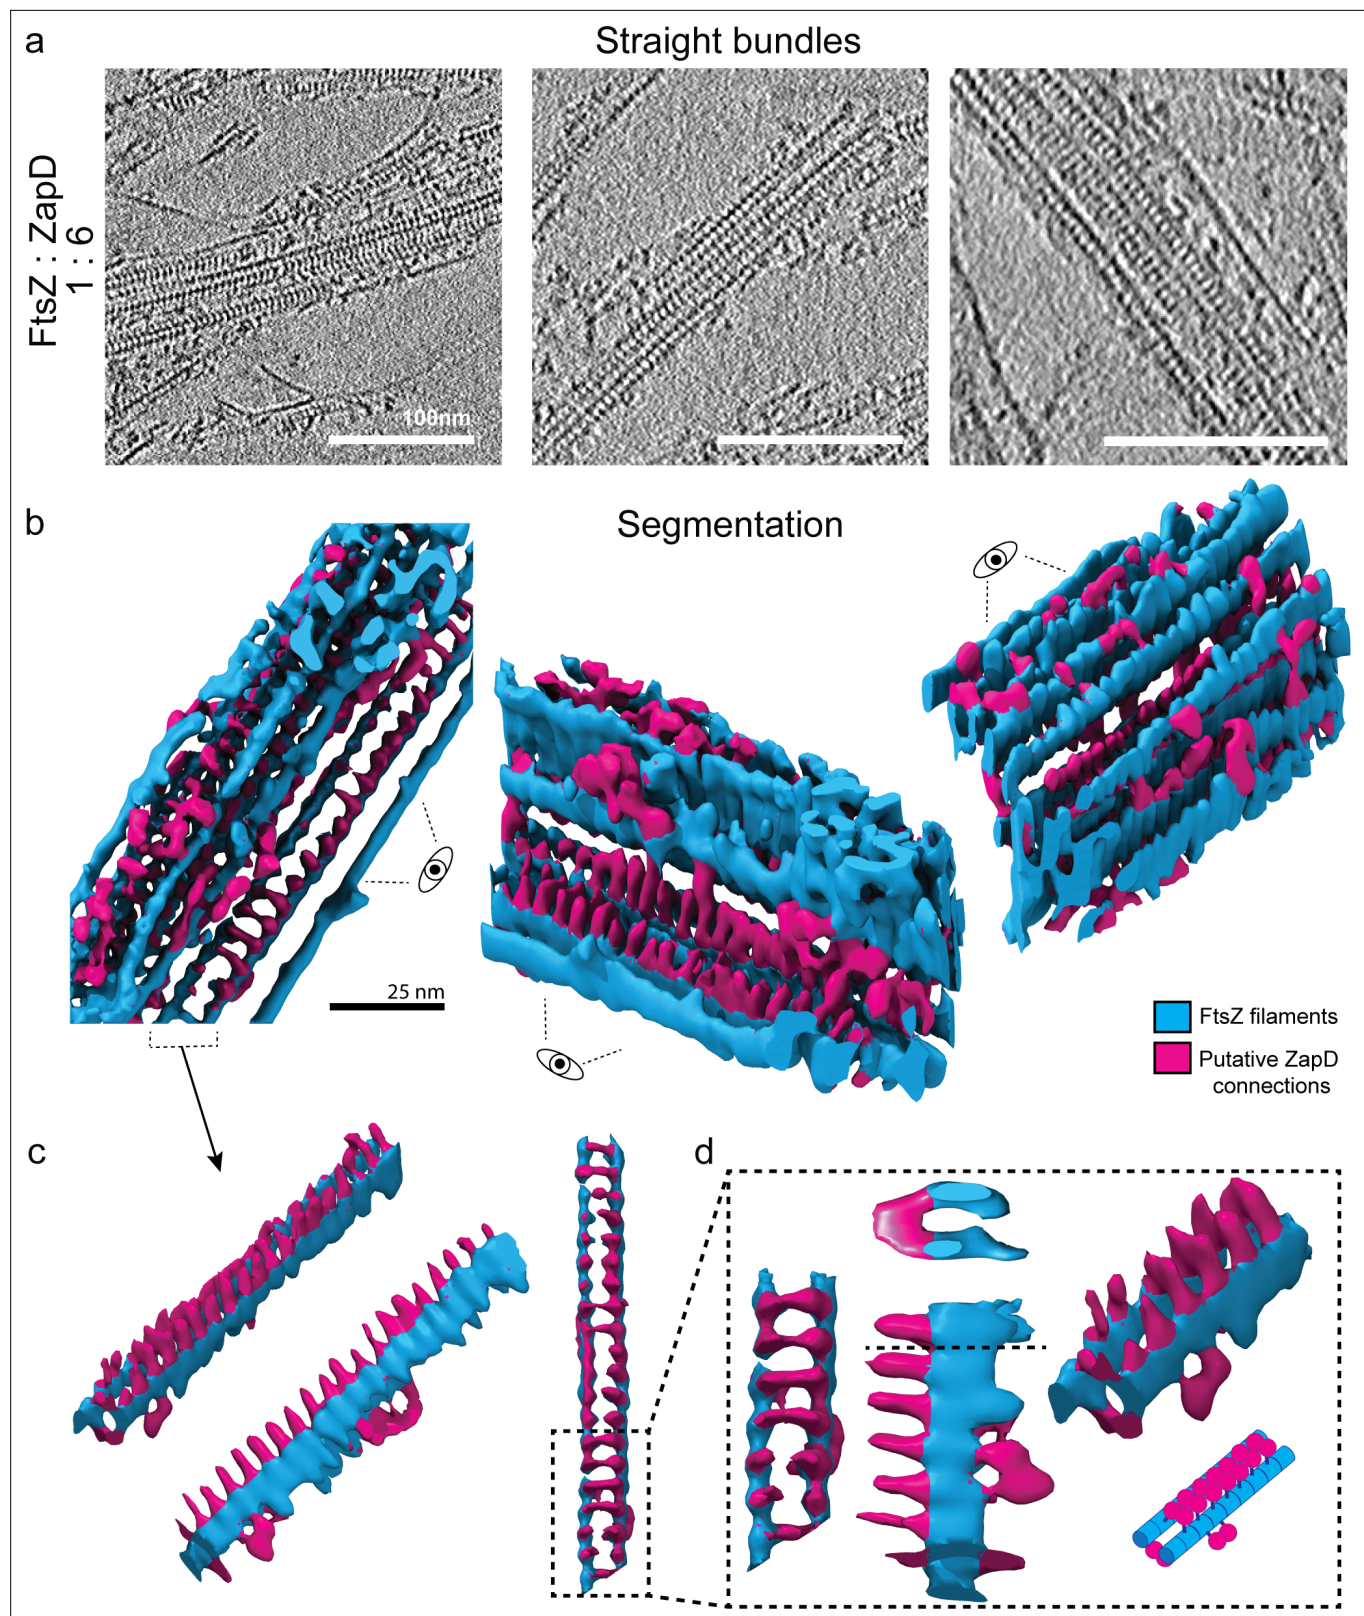 a
Straight bundles
FtsZ : ZapD
1 : 6
100nm
b
Segmentation
25 nm
FtsZ filaments
Putative ZapD
connections
c
d